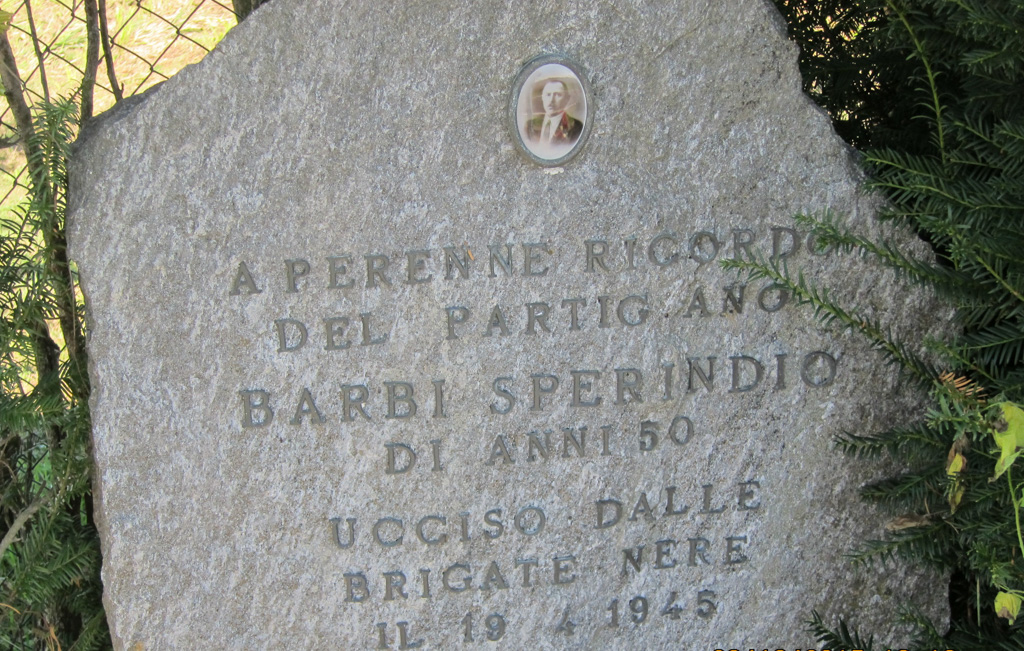 A PERENNE RICORDO
DEL PARTIGIANO
BARBI SPERINDIO
DI ANNI 50
UCCISO DALLE
BRIGATE NERE
IL 19 4 1945